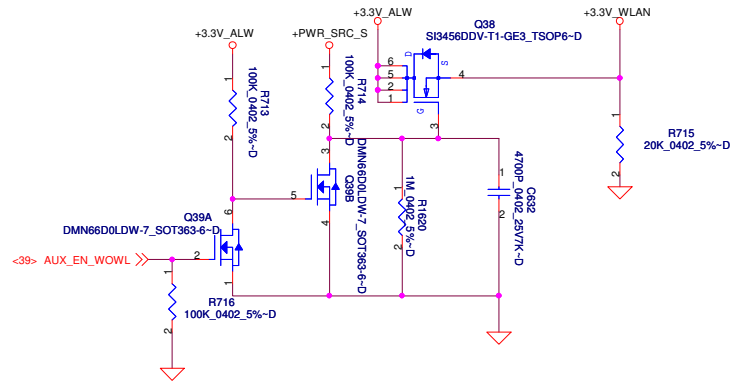 +3.3V_ALW
+3.3V_WLAN
Q38
SI3456DDV-T1-GE3_TSOP6~D
+3.3V_ALW
+PWR_SRC_S
D
S
G
6
5
2
1
4
3
1
R713
100K_0402_5%~D
2
1
R714
100K_0402_5%~D
2
1
R715
20K_0402_5%~D
2
3
5
Q39B
DMN66D0LDW-7_SOT363-6~D
4
1
R1620
1M_0402_5%~D
2
1
C632
4700P_0402_25V7K~D
2
Q39A
DMN66D0LDW-7_SOT363-6~D
6
2
1
<39> AUX_EN_WOWL
1
R716
100K_0402_5%~D
2